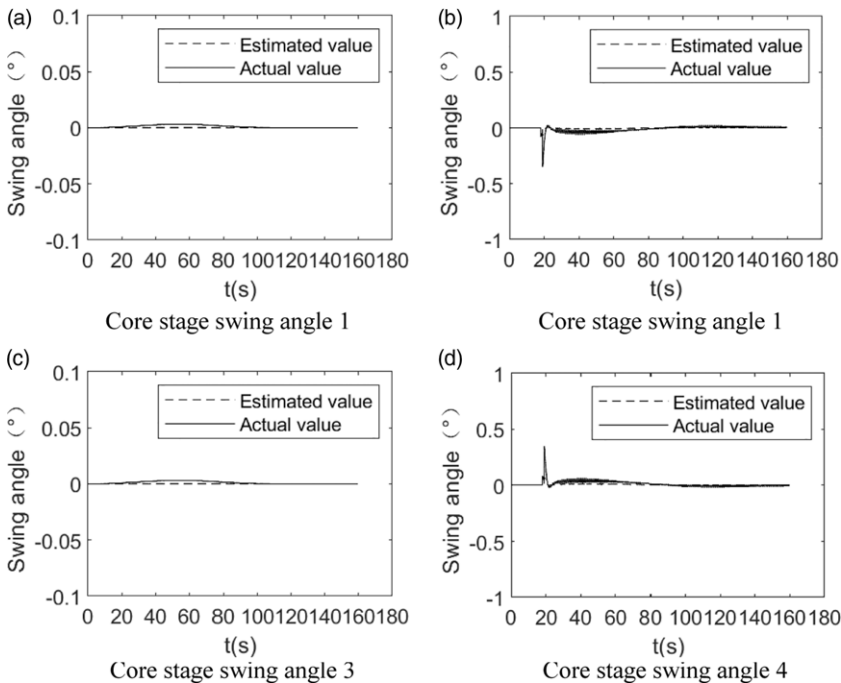 (a)
0.1
0.05
0
-0.05
-0.1
Swing angle（°）
Estimated value
Actual value
0 20 40 60 80 100120140160180
t(s)
Core stage swing angle 1
(b)
1
0.5
0
-0.5
-1
Swing angle（°）
Estimated value
Actual value
0 20 40 60 80 100120140160180
t(s)
Core stage swing angle 1
(c)
0.1
0.05
0
-0.05
-0.1
Swing angle（°）
Estimated value
Actual value
0 20 40 60 80 100120140160180
t(s)
Core stage swing angle 3
(d)
1
0.5
0
-0.5
-1
Swing angle（°）
Estimated value
Actual value
0 20 40 60 80 100 120 140 160 180
t(s)
Core stage swing angle 4